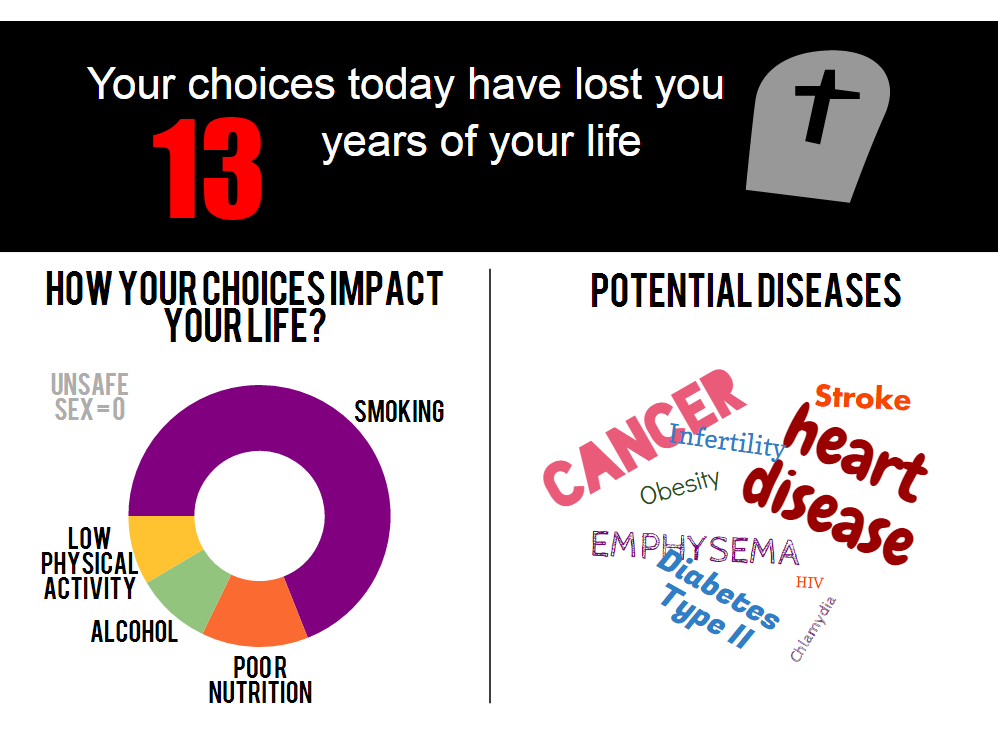 Your choices today have lost you
13 years of your life
HOW YOUR CHOICES IMPACT
YOUR LIFE?
UNSAFE
SEX = 0
SMOKING
LOW
PHYSICAL
ACTIVITY
ALCOHOL
POOR
NUTRITION
POTENTIAL DISEASES
CANCER
Stroke
Infertility
heart
disease
Obesity
EMPHYSEMA
Diabetes
Type II
HIV
Chlamydia